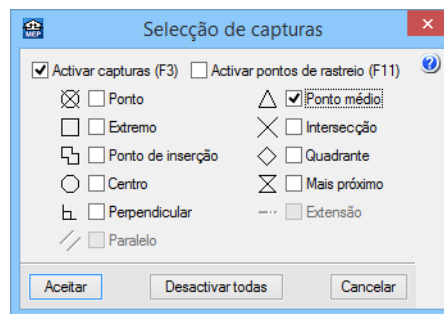 MEP
Selecção de capturas
Activar capturas (F3) Activar pontos de rastreio (F11)
Ponto Ponto médio
Extremo Intersecção
Ponto de inserção Quadrante
Centro Mais próximo
Perpendicular Extensão
Paralelo
Aceitar Desactivar todas Cancelar